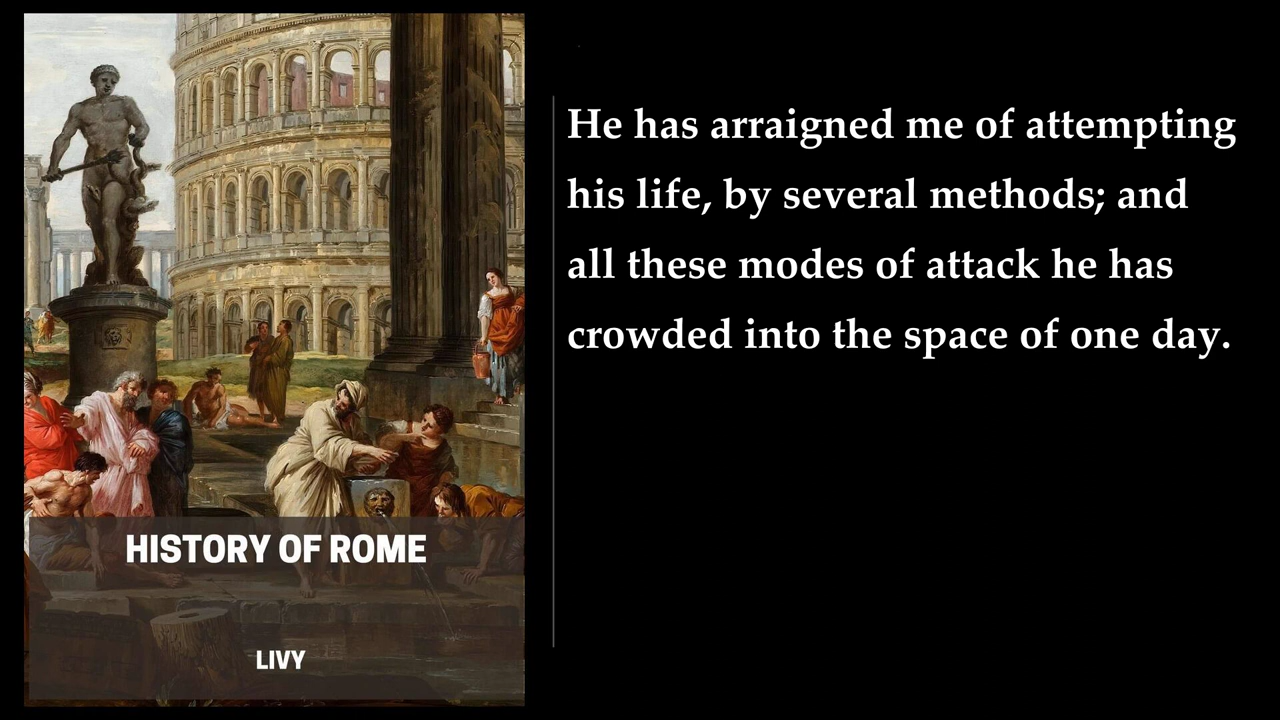 HISTORY OF ROME
LIVY
He has arraigned me of attempting
his life, by several methods; and
all these modes of attack he has
crowded into the space of one day.